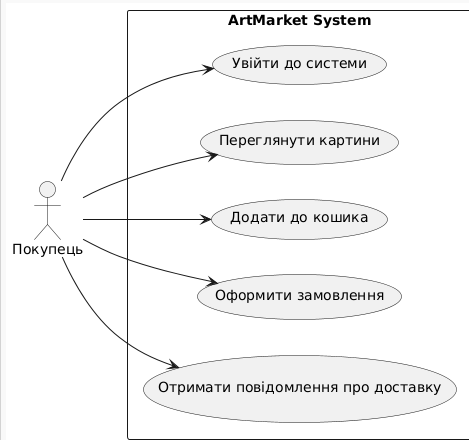 ArtMarket System
Увійти до системи
Переглянути картини
Додати до кошика
Покупець
Оформити замовлення
Отримати повідомлення про доставку